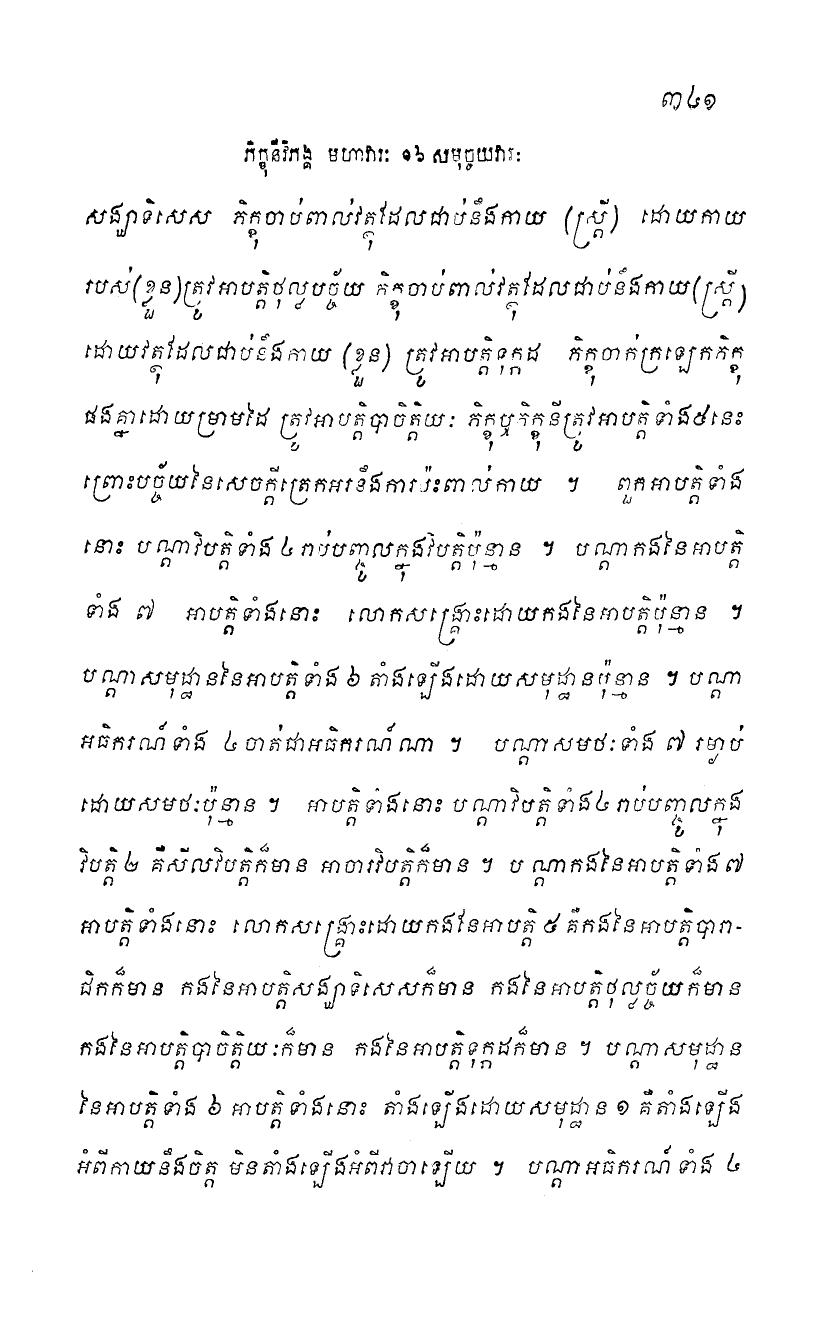 ៣៤១
ភិក្ខុនីវិភង្គ មហាវារៈ ១៦ សមុច្ចយវារៈ
សង្ឃាទិសេស ភិក្ខុចាប់ពាល់វត្ថុដែលជាប់នឹងកាយ (ស្ត្រី) ដោយកាយ
របស់(ខ្លួន)ត្រូវអាបត្តិថុល្លច្ច័យ ភិក្ខុចាប់ពាល់វត្ថុដែលជាប់នឹងកាយ(ស្ត្រី)
ដោយវត្ថុដែលជាប់នឹងកាយ (ខ្លួន) ត្រូវអាបត្តិទុក្កដ ភិក្ខុចាក់ក្រឡេកភិក្ខុ
ផងគ្នាដោយម្រាមដៃ ត្រូវអាបត្តិបាចិត្តិយៈ ភិក្ខុឬភិក្ខុនីត្រូវអាបត្តិទាំង៥នេះ
ព្រោះបច្ច័យនៃសេចក្តីត្រេកអរនឹងការប៉ះពាល់កាយ ។ ពួកអាបត្តិទាំង
នោះ បណ្តាវិបត្តិទាំង ៤ រាប់បញ្ចូលក្នុងវិបត្តិប៉ុន្មាន ។ បណ្តាកងនៃអាបត្តិ
ទាំង ៧ អាបត្តិទាំងនោះ លោកសង្គ្រោះដោយកងនៃអាបត្តិប៉ុន្មាន ។
បណ្តាសមុដ្ឋាននៃអាបត្តិទាំង ៦ តាំងឡើងដោយសមុដ្ឋានប៉ុន្មាន ។ បណ្តា
អធិករណ៍ទាំង ៤ ចាត់ជាអធិករណ៍ណា ។ បណ្តាសមថៈទាំង ៧ រម្ងាប់
ដោយសមថៈប៉ុន្មាន ។ អាបត្តិទាំងនោះ បណ្តាវិបត្តិទាំង៤ រាប់បញ្ចូលក្នុង
វិបត្តិ២ គឺសីលវិបត្តិក៏មាន អាចារវិបត្តិក៏មាន ។ បណ្តាកងនៃអាបត្តិទាំង៧
អាបត្តិទាំងនោះ លោកសង្គ្រោះដោយកងនៃអាបត្តិ ៥ គឺកងនៃអាបត្តិបារា-
ជិកក៏មាន កងនៃអាបត្តិសង្ឃាទិសេសក៏មាន កងនៃអាបត្តិថុល្លច្ច័យក៏មាន
កងនៃអាបត្តិបាចិត្តិយៈក៏មាន កងនៃអាបត្តិទុក្កដក៏មាន ។ បណ្តាសមុដ្ឋាន
នៃអាបត្តិទាំង ៦ អាបត្តិទាំងនោះ តាំងឡើងដោយសមុដ្ឋាន ១ គឺតាំងឡើង
អំពីកាយនឹងចិត្ត មិនតាំងឡើងអំពីវាចាឡើយ ។ បណ្តាអធិករណ៍ទាំង ៤